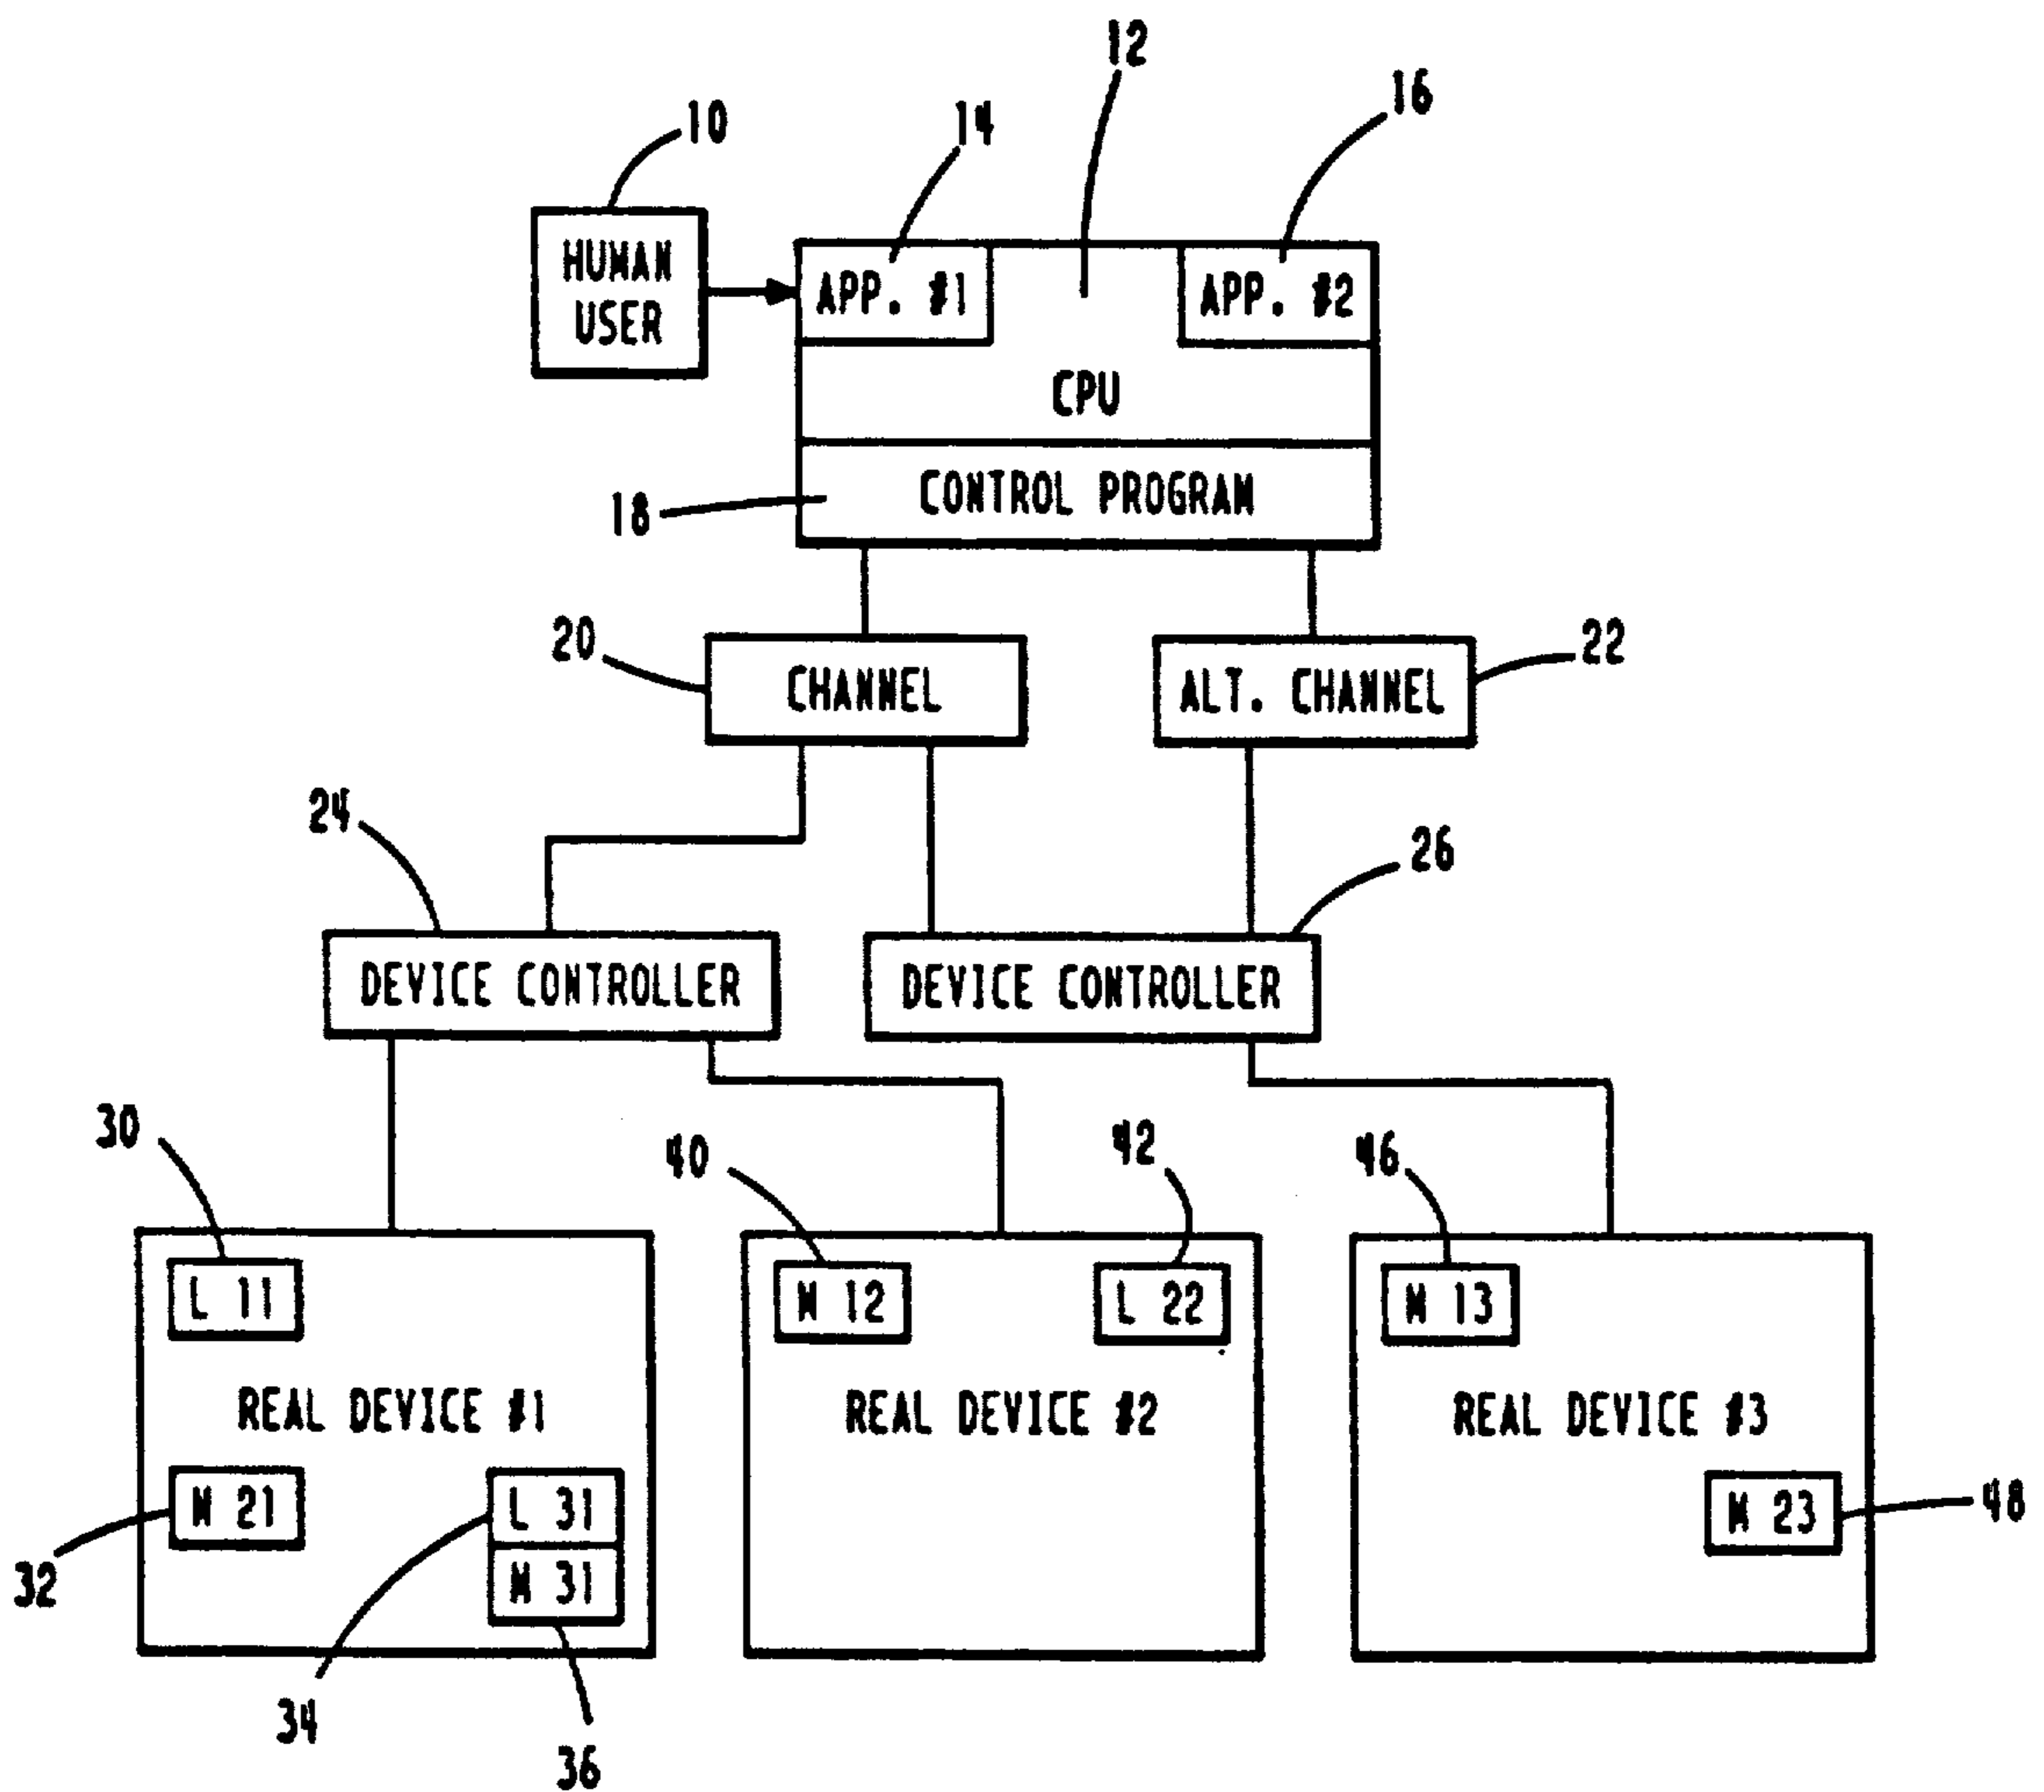 12
16
10
14
HUMAN
USER
APP. #1
APP. #2
CPU
CONTROL PROGRAM
18
20
CHANNEL
ALT. CHANNEL
22
24
26
DEVICE CONTROLLER
DEVICE CONTROLLER
30
40
42
46
L 11
M 12
L 22
M 13
REAL DEVICE #1
REAL DEVICE #2
REAL DEVICE #3
M 21
L 31
M 31
M 23
48
32
34
36